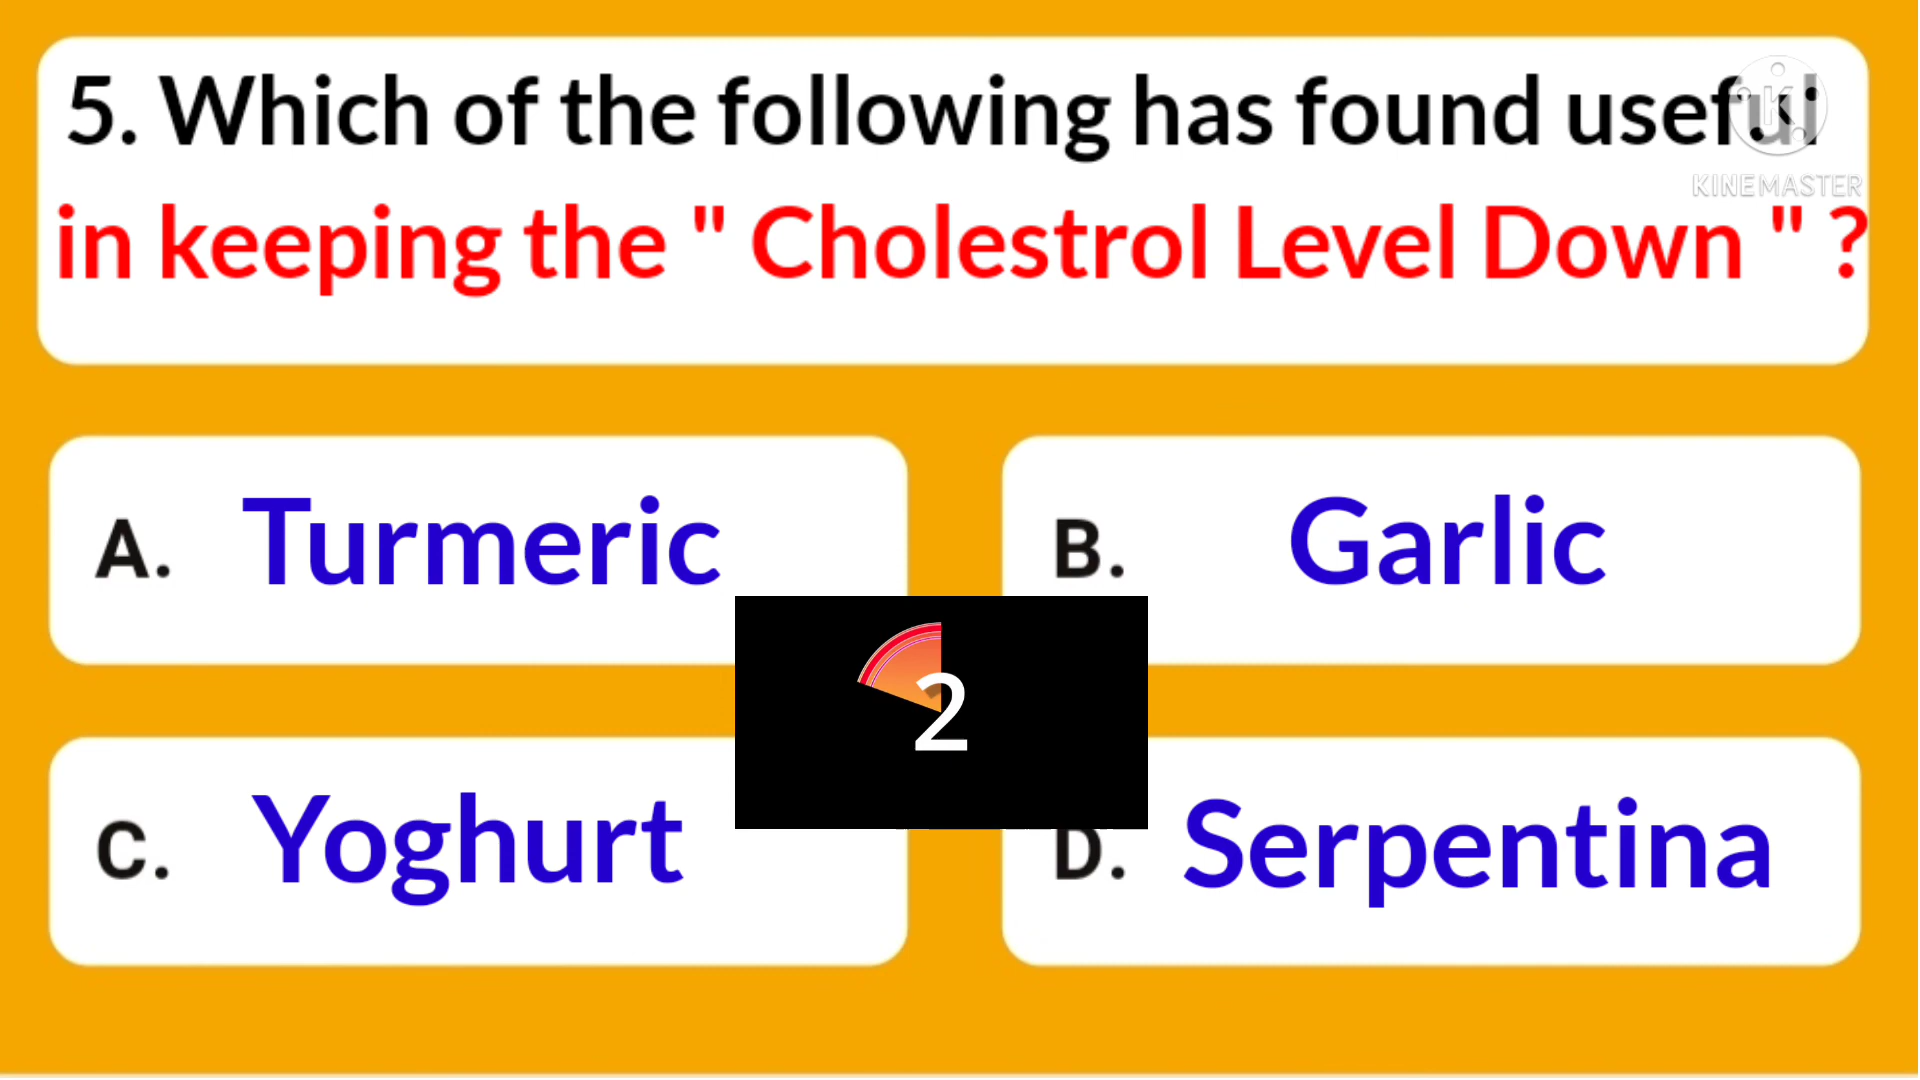 5. Which of the following has found useful
in keeping the " Cholestrol Level Down " ?
KINEMASTER
A. Turmeric
B. Garlic
2
C. Yoghurt
D. Serpentina